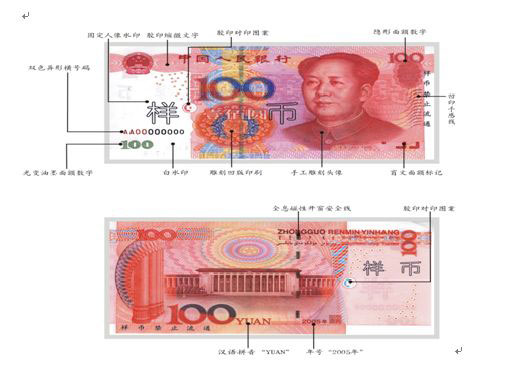 固定人像水印 胶印缩微文字 胶印对印图案 隐形面额数字
双色异形横号码
中国人民银行
100
100
样 币
样币禁止流通
AA00000000
100
光变油墨面额数字 白水印 雕刻凹版印刷 手工雕刻头像 盲文面额标记
全息磁性开窗安全线 胶印对印图案
100
ZHONGGUO RENMIN YINHANG
100
样 币
100 YUAN
2005年
样币禁止流通
汉语拼音“YUAN” 年号“2005年”